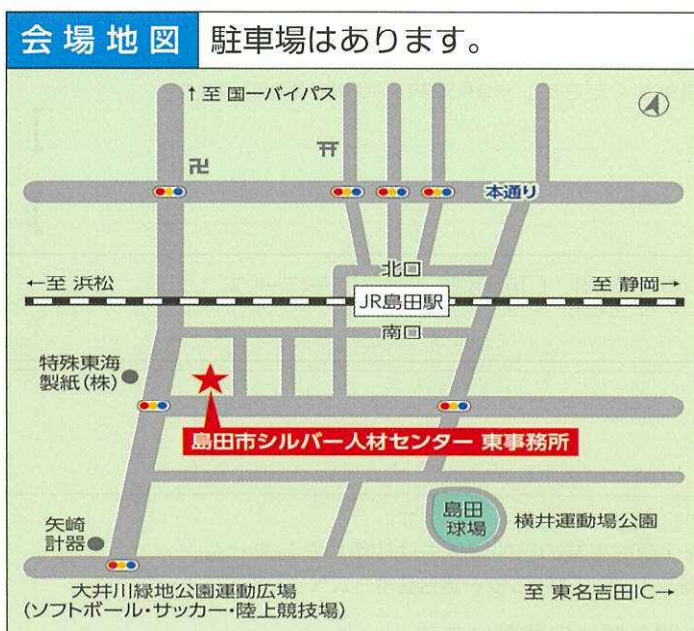 会場地図 駐車場はあります。
↑至 国一バイパス
卍
本通り
北口
←至 浜松
至 静岡→
JR島田駅
南口
特殊東海
製紙(株)
島田市シルバー人材センター 東事務所
島田
球場
横井運動場公園
矢崎
計器
大井川緑地公園運動広場
(ソフトボール・サッカー・陸上競技場)
至 東名吉田IC→